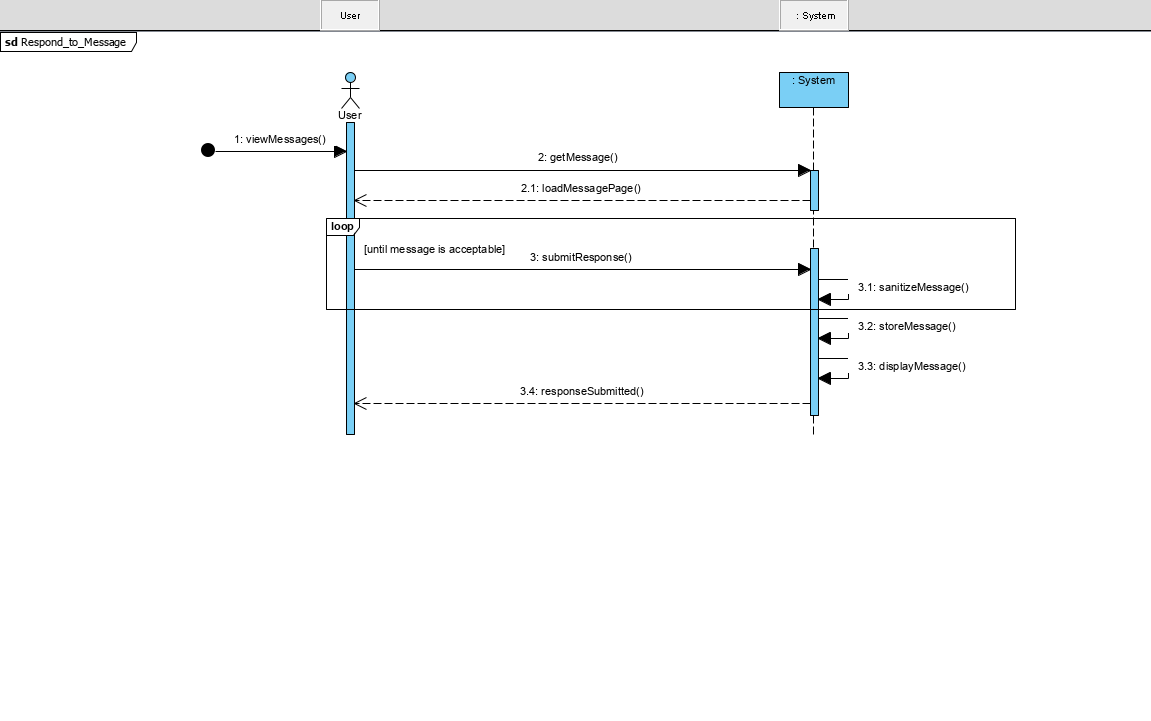 User
: System
sd Respond_to_Message
: System
User
1: viewMessages()
2: getMessage()
2.1: loadMessagePage()
loop
[until message is acceptable]
3: submitResponse()
3.1: sanitizeMessage()
3.2: storeMessage()
3.3: displayMessage()
3.4: responseSubmitted()